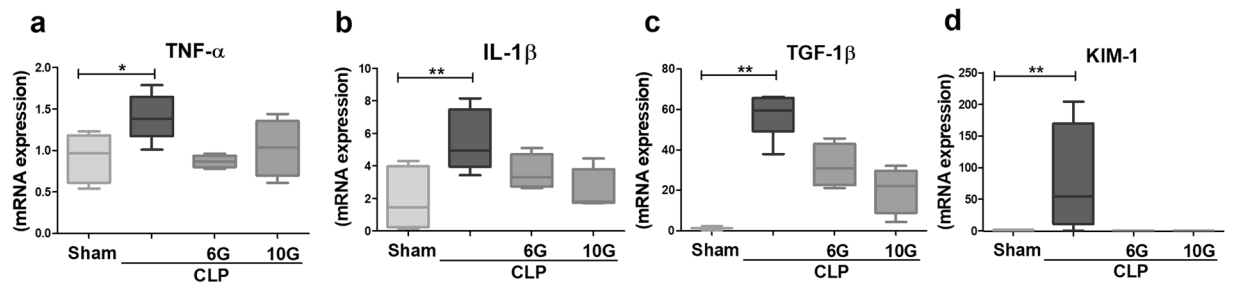 a
TNF-α
(mRNA expression)
2.0
1.5
1.0
0.5
0.0
*
Sham
6G
10G
CLP
b
IL-1β
(mRNA expression)
10
8
6
4
2
0
**
Sham
6G
10G
CLP
c
TGF-1β
(mRNA expression)
80
60
40
20
0
**
Sham
6G
10G
CLP
d
KIM-1
(mRNA expression)
250
200
150
100
50
0
**
Sham
6G
10G
CLP